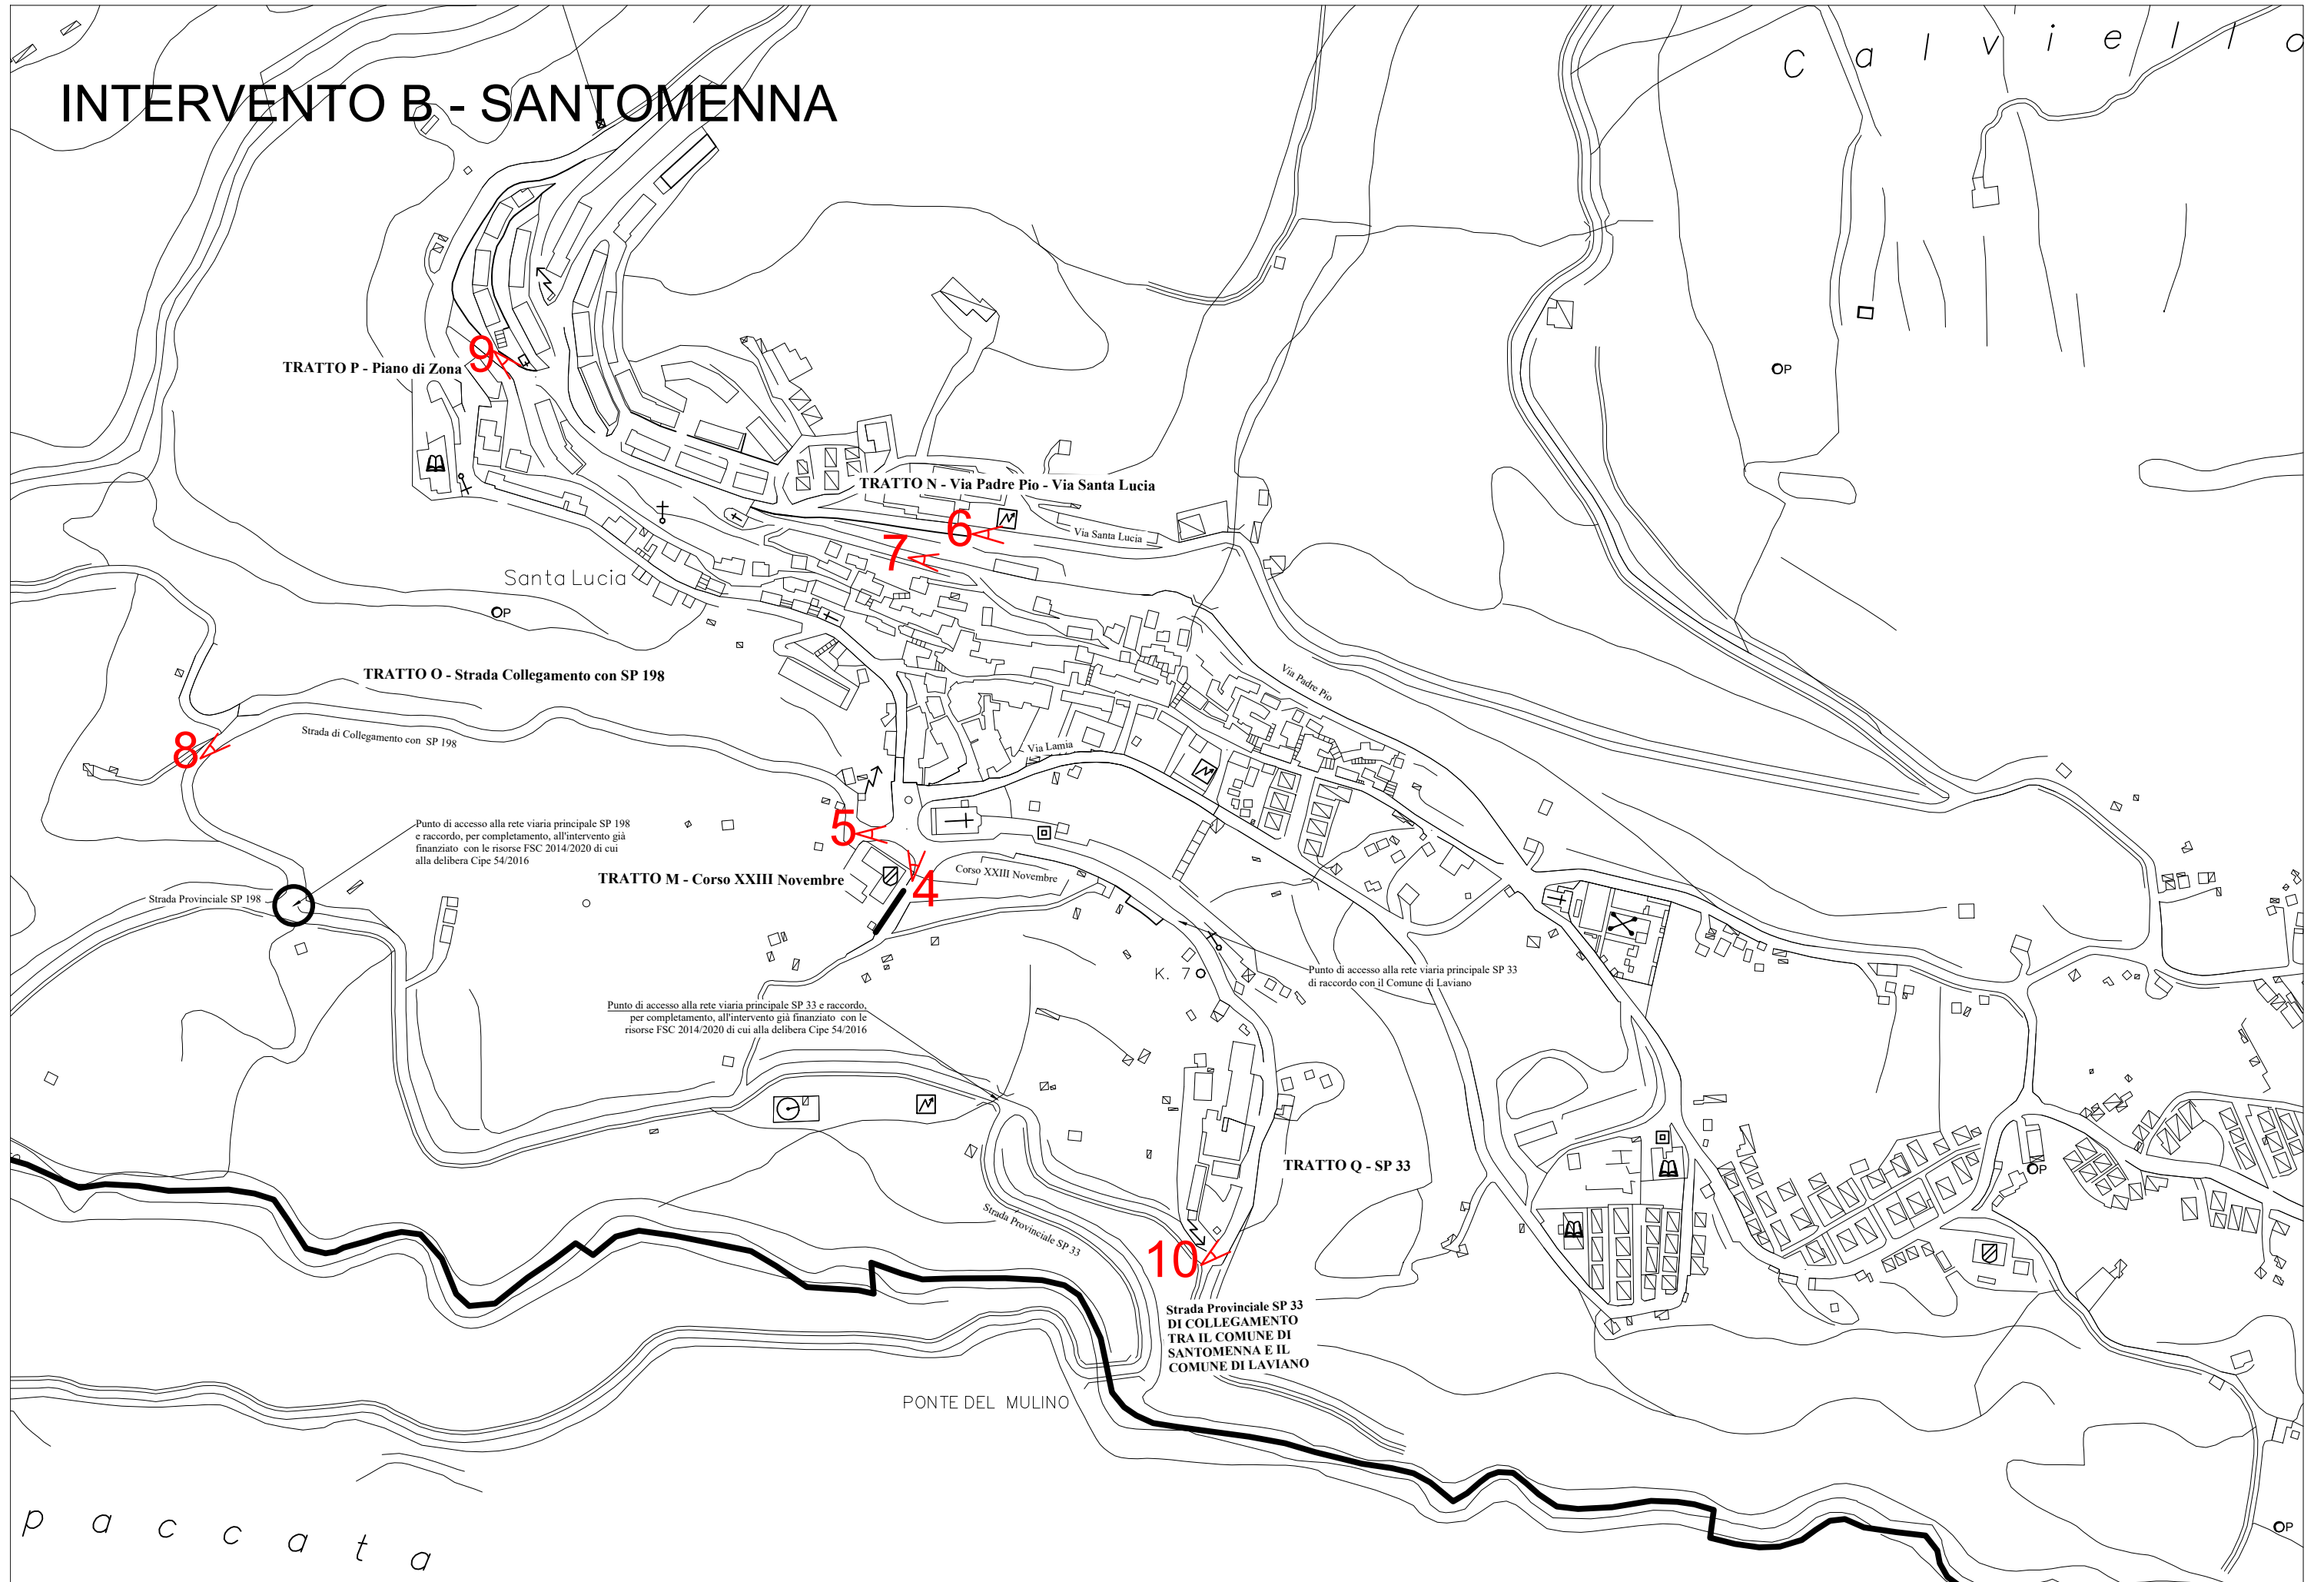 Calviello
INTERVENTO B - SANTOMENNA
9
TRATTO P - Piano di Zona
P
TRATTO N - Via Padre Pio - Via Santa Lucia
6
Via Santa Lucia
7
Santa Lucia
P
TRATTO O - Strada Collegamento con SP 198
Via Padre Pio
8
Strada di Collegamento con SP 198
Via Lamia
5
Punto di accesso alla rete viaria principale SP 198
e raccordo, per completamento, all'intervento già
finanziato con le risorse FSC 2014/2020 di cui
alla delibera Cipe 54/2016
TRATTO M - Corso XXIII Novembre
4
Corso XXIII Novembre
Strada Provinciale SP 198
K. 7
Punto di accesso alla rete viaria principale SP 33
di raccordo con il Comune di Laviano
Punto di accesso alla rete viaria principale SP 33 e raccordo,
per completamento, all'intervento già finanziato con le
risorse FSC 2014/2020 di cui alla delibera Cipe 54/2016
TRATTO Q - SP 33
P
Strada Provinciale SP 33
10
Strada Provinciale SP 33
DI COLLEGAMENTO
TRA IL COMUNE DI
SANTOMENNA E IL
COMUNE DI LAVIANO
PONTE DEL MULINO
paccata
P